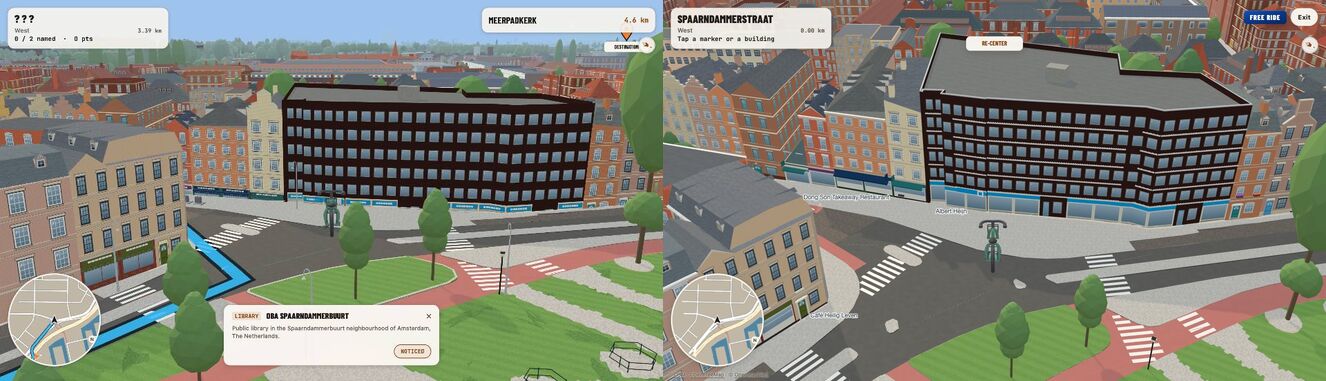 ???
West 3.39 km
0 / 2 named · 0 pts
MEERPADKERK 4.6 km
DESTINATION
LIBRARY OBA SPAARNDAMMERBUURT ×
Public library in the Spaarndammerbuurt neighbourhood of Amsterdam,
The Netherlands.
NOTICED
SPAARNDAMMERSTRAAT
West 0.00 km
Tap a marker or a building
FREE RIDE
Exit
RE-CENTER
Dong Son Takeaway Restaurant
Albert Heijn
Café Heilig Leven